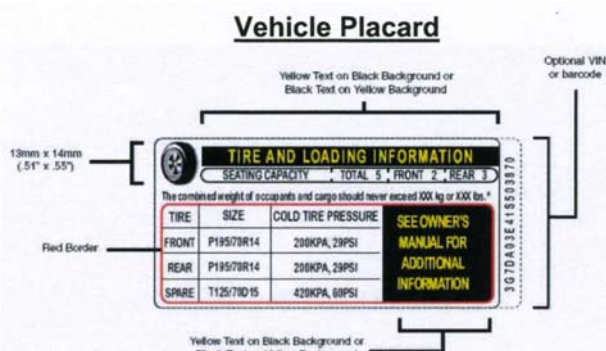 Vehicle Placard
Optional VIN
or barcode
Yellow Text on Black Background or
Black Text on Yellow Background
13mm x 14mm
(.51" x .55")
TIRE AND LOADING INFORMATION
SEATING CAPACITY TOTAL 5 FRONT 2 REAR 3
The combined weight of occupants and cargo should never exceed XXX kg or XXX lbs.
TIRE SIZE COLD TIRE PRESSURE
FRONT P195/70R14 200KPA, 29PSI
REAR P195/70R14 200KPA, 29PSI
SPARE T125/70D15 420KPA, 60PSI
SEE OWNER'S
MANUAL FOR
ADDITIONAL
INFORMATION
3G7DA03E41S503870
Red Border
Yellow Text on Black Background or